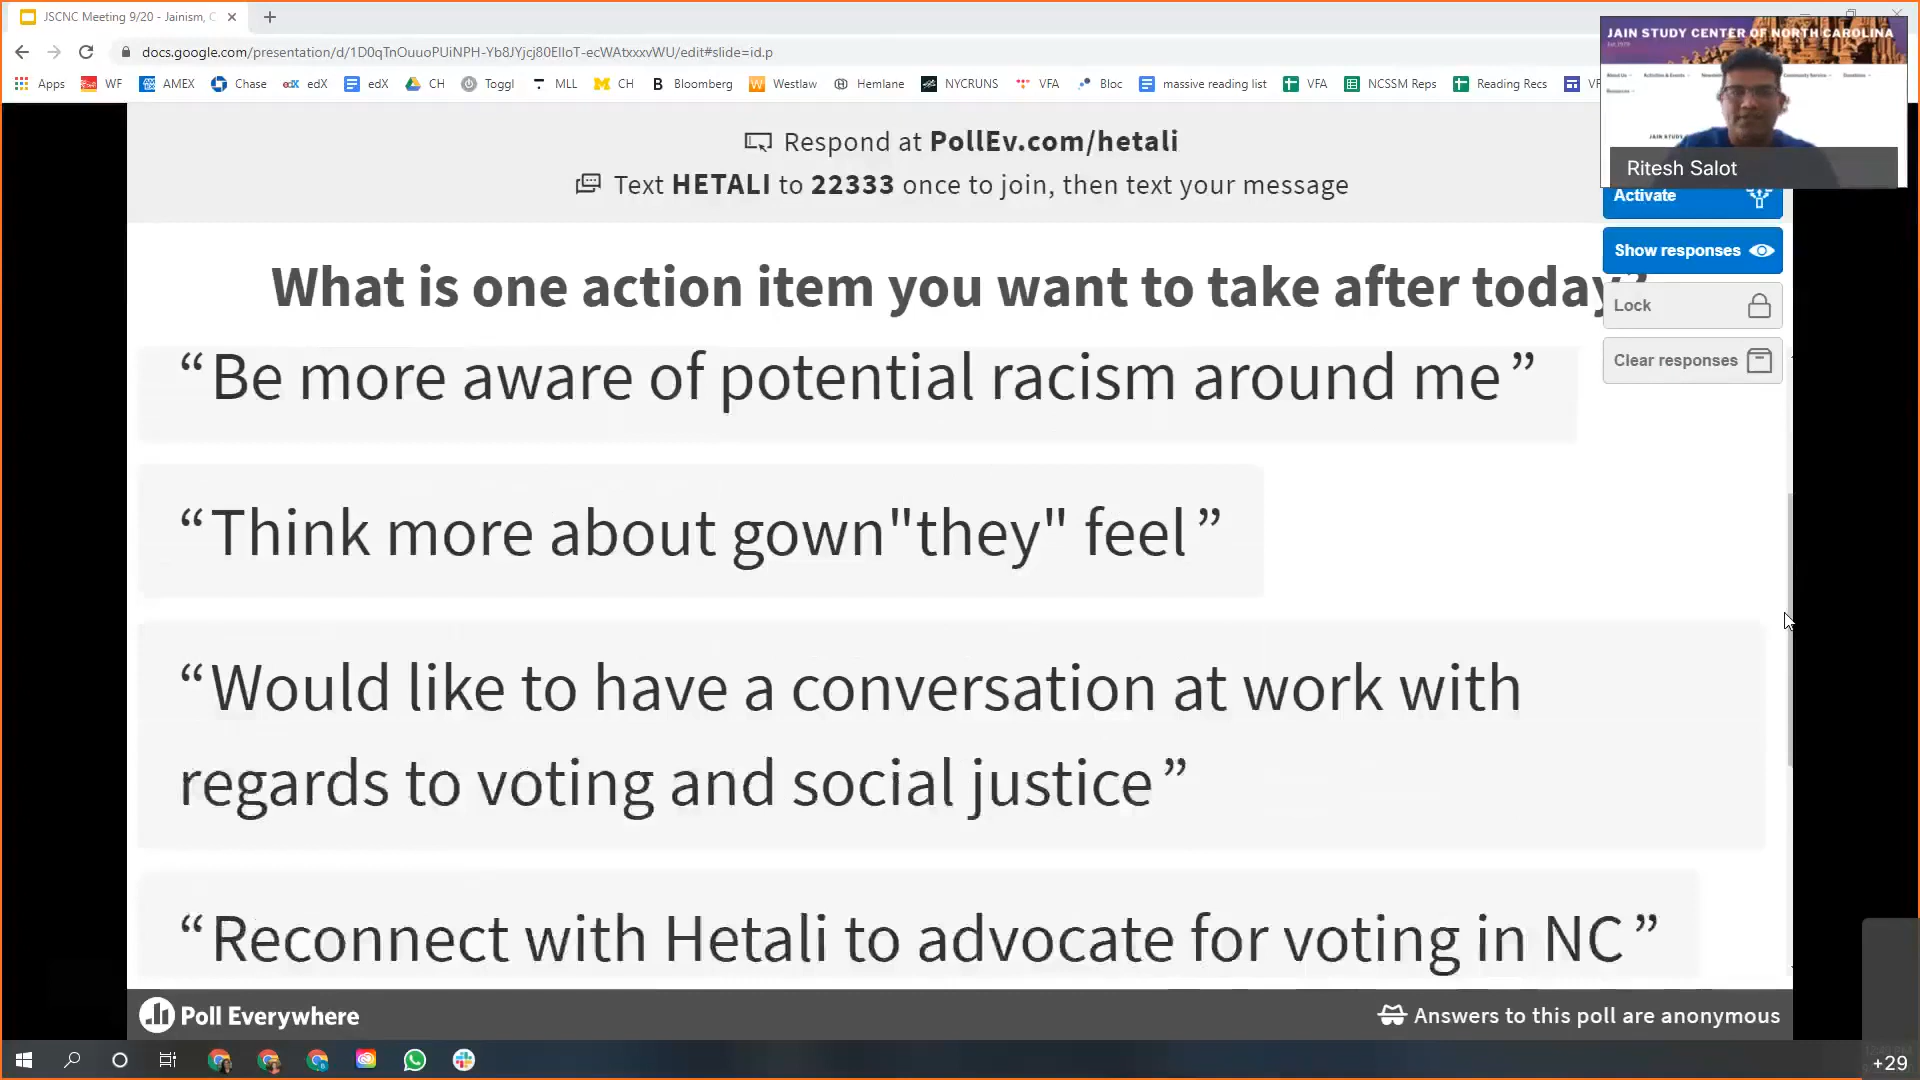 JSCNC Meeting 9/20 - Jainism, C
docs.google.com/presentation/d/1D0qTnOuuoPUiNPH-Yb8JYjcj80EIIoT-ecWAtxxxvWU/edit#slide=id.p
Apps WF AMEX Chase edX edX CH Toggl MLL CH Bloomberg Westlaw Hemlane NYCRUNS VFA Bloc massive reading list VFA NCSSM Reps Reading Recs VF
JAIN STUDY CENTER OF NORTH CAROLINA
Ritesh Salot
Respond at PollEv.com/hetali
Text HETALI to 22333 once to join, then text your message
Activate
Show responses
Lock
Clear responses
What is one action item you want to take after today?
“Be more aware of potential racism around me”
“Think more about gown"they" feel”
“Would like to have a conversation at work with
regards to voting and social justice”
“Reconnect with Hetali to advocate for voting in NC”
Poll Everywhere
Answers to this poll are anonymous
+29